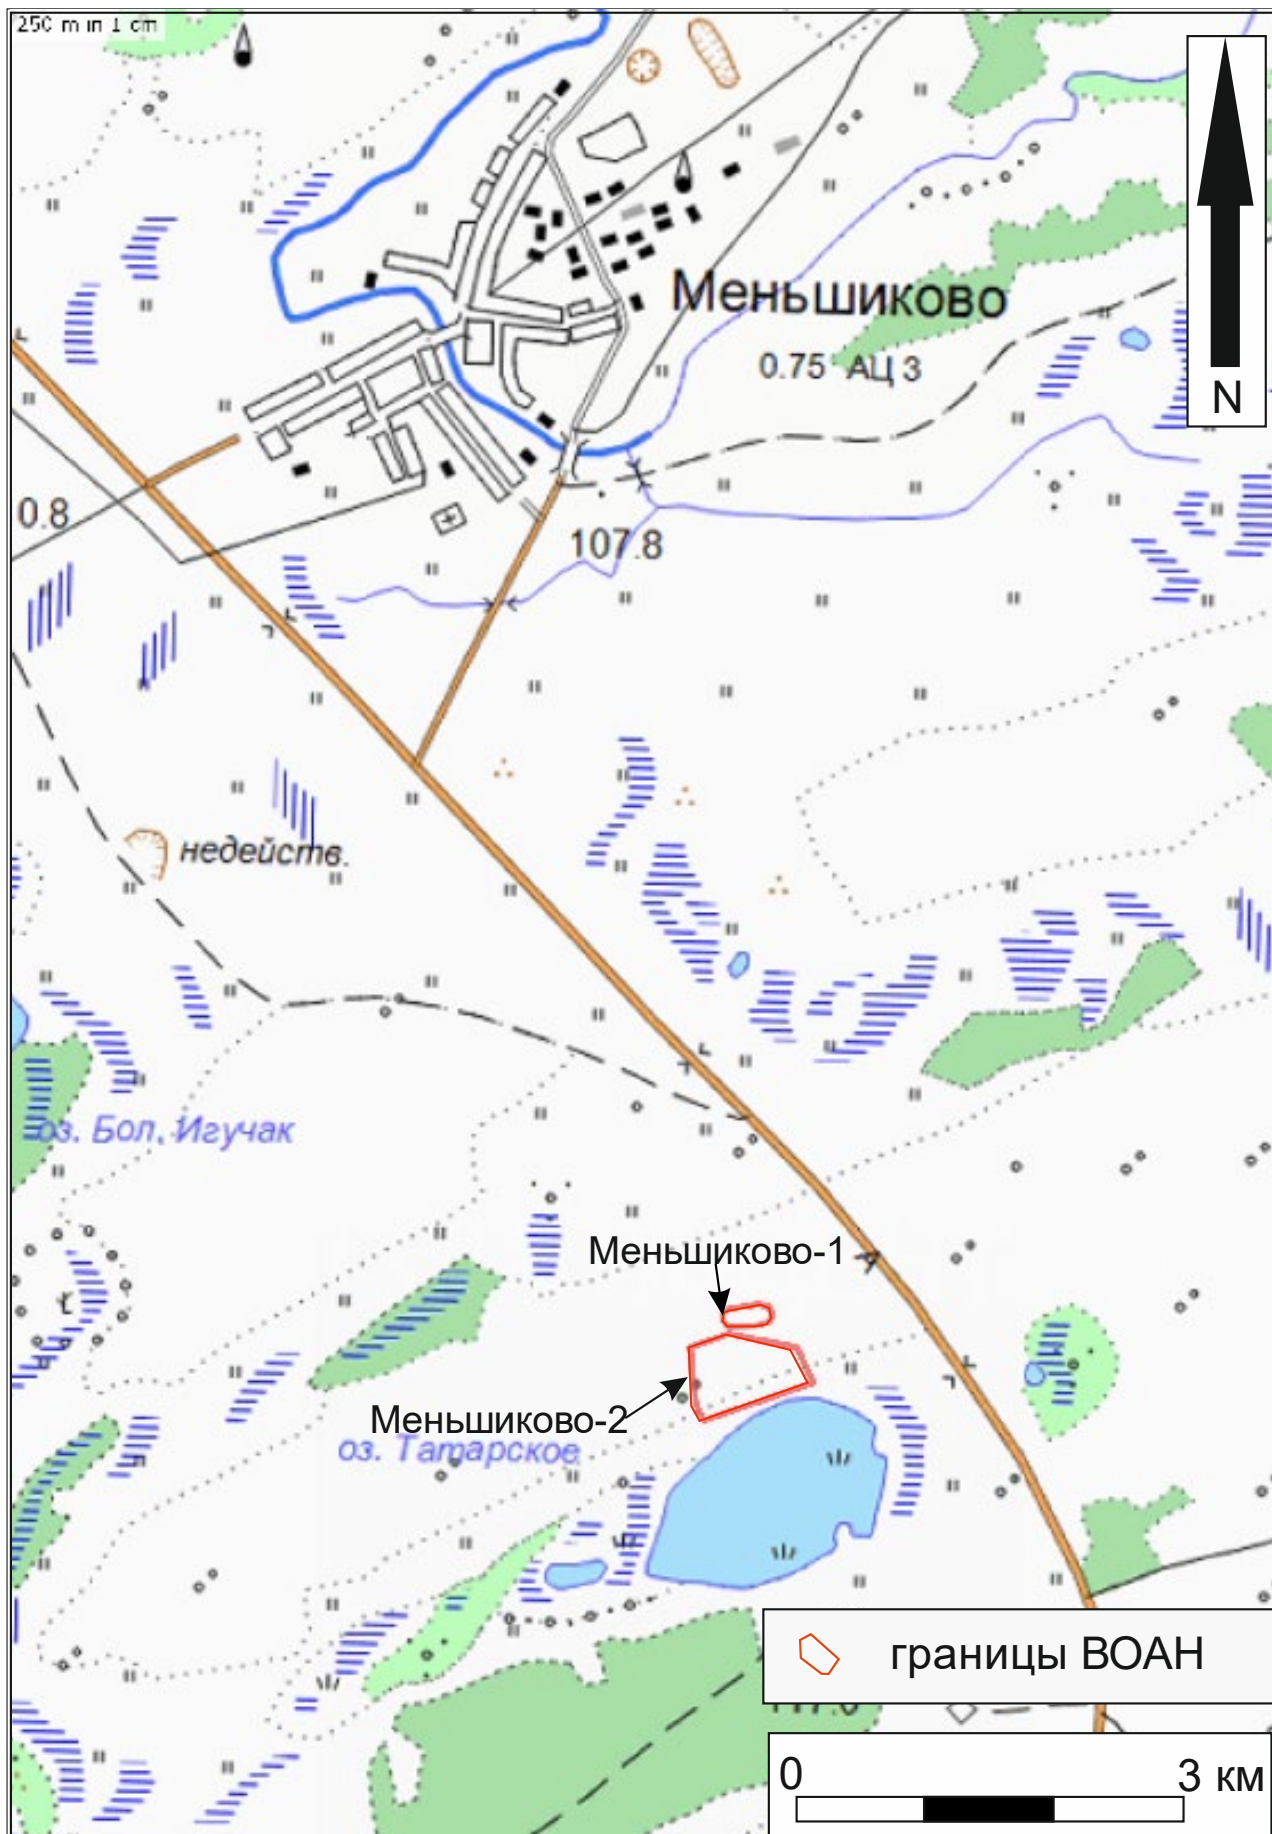 250 m in 1 cm
N
Меньшиково
0.75 АЦ 3
0.8
107.8
недейств.
оз. Бол. Игучак
Меньшиково-1
Меньшиково-2
оз. Татарское
границы ВОАН
0 3 км